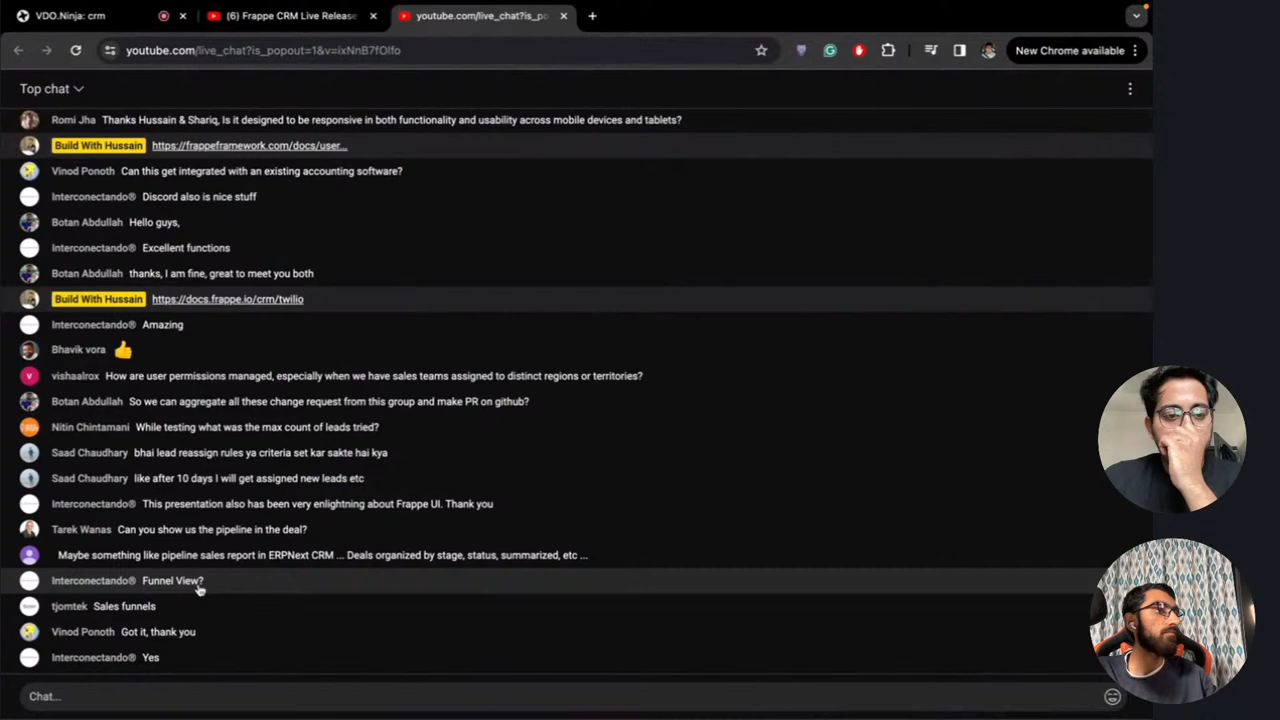 VDO.Ninja: crm
(6) Frappe CRM Live Release
youtube.com/live_chat?is_po
youtube.com/live_chat?is_popout=1&v=ixNnB7fOlfo
New Chrome available
Top chat
Romi Jha Thanks Hussain & Shariq, Is it designed to be responsive in both functionality and usability across mobile devices and tablets?
Build With Hussain https://frappeframework.com/docs/user...
Vinod Ponoth Can this get integrated with an existing accounting software?
Interconectando® Discord also is nice stuff
Botan Abdullah Hello guys,
Interconectando® Excellent functions
Botan Abdullah thanks, I am fine, great to meet you both
Build With Hussain https://docs.frappe.io/crm/twilio
Interconectando® Amazing
Bhavik vora 👍
V vishaalrox How are user permissions managed, especially when we have sales teams assigned to distinct regions or territories?
Botan Abdullah So we can aggregate all these change request from this group and make PR on github?
Nitin Chintamani While testing what was the max count of leads tried?
Saad Chaudhary bhai lead reassign rules ya criteria set kar sakte hai kya
Saad Chaudhary like after 10 days I will get assigned new leads etc
Interconectando® This presentation also has been very enlightning about Frappe UI. Thank you
Tarek Wanas Can you show us the pipeline in the deal?
Maybe something like pipeline sales report in ERPNext CRM ... Deals organized by stage, status, summarized, etc ...
Interconectando® Funnel View?
tjomtek Sales funnels
Vinod Ponoth Got it, thank you
Interconectando® Yes
Chat...